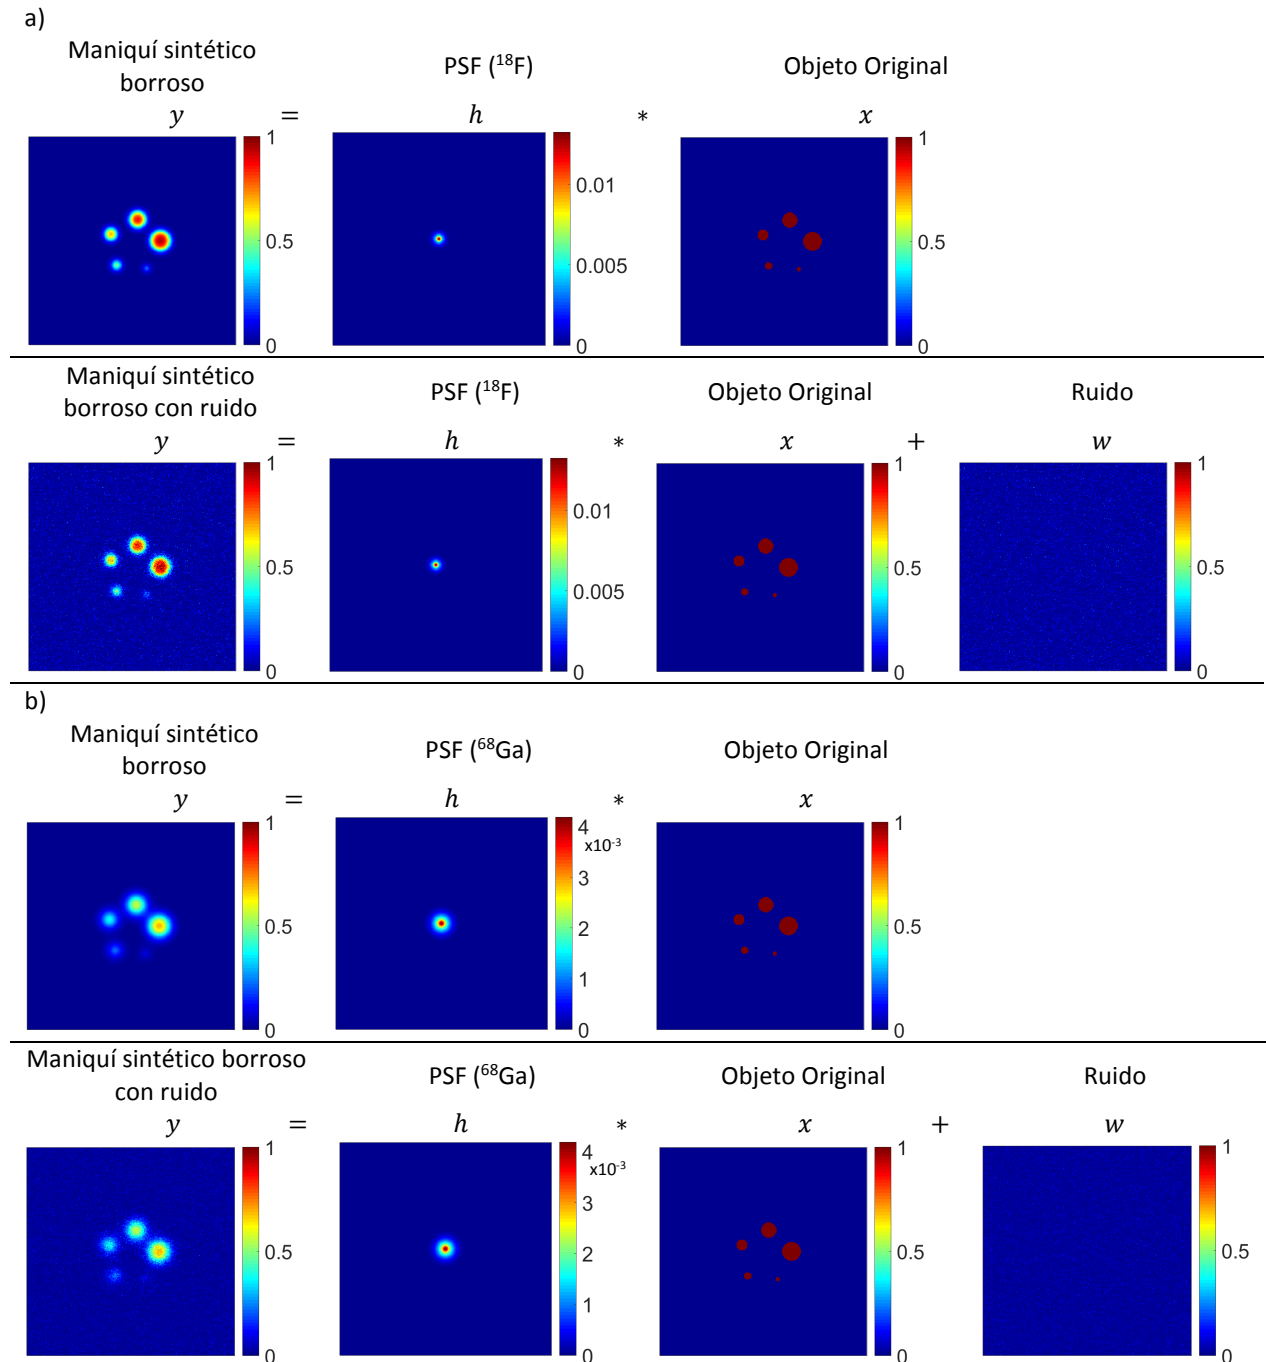 a)
Maniquí sintético
borroso
PSF (¹⁸F)
Objeto Original
y = h * x
1
0.5
0
0.01
0.005
0
1
0.5
0
Maniquí sintético
borroso con ruido
PSF (¹⁸F)
Objeto Original
Ruido
y = h * x + w
1
0.5
0
0.01
0.005
0
1
0.5
0
1
0.5
0
b)
Maniquí sintético
borroso
PSF (⁶⁸Ga)
Objeto Original
y = h * x
1
0.5
0
4
x10⁻³
3
2
1
0
1
0.5
0
Maniquí sintético borroso
con ruido
PSF (⁶⁸Ga)
Objeto Original
Ruido
y = h * x + w
1
0.5
0
4
x10⁻³
3
2
1
0
1
0.5
0
1
0.5
0